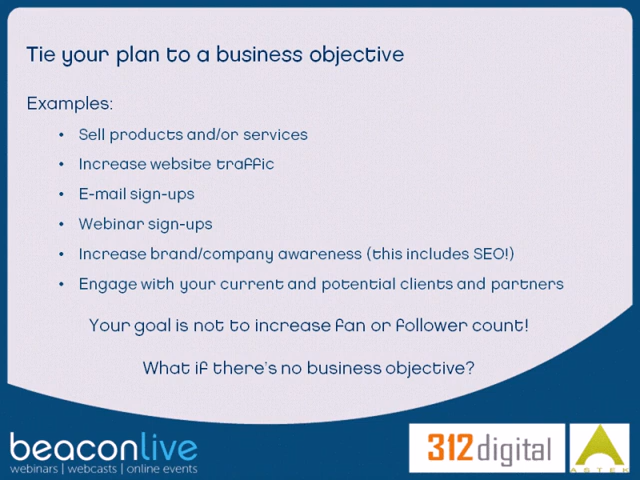 Tie your plan to a business objective
Examples:
• Sell products and/or services
• Increase website traffic
• E-mail sign-ups
• Webinar sign-ups
• Increase brand/company awareness (this includes SEO!)
• Engage with your current and potential clients and partners
Your goal is not to increase fan or follower count!
What if there's no business objective?
beaconlive
webinars | webcasts | online events
312digital
ASTEK